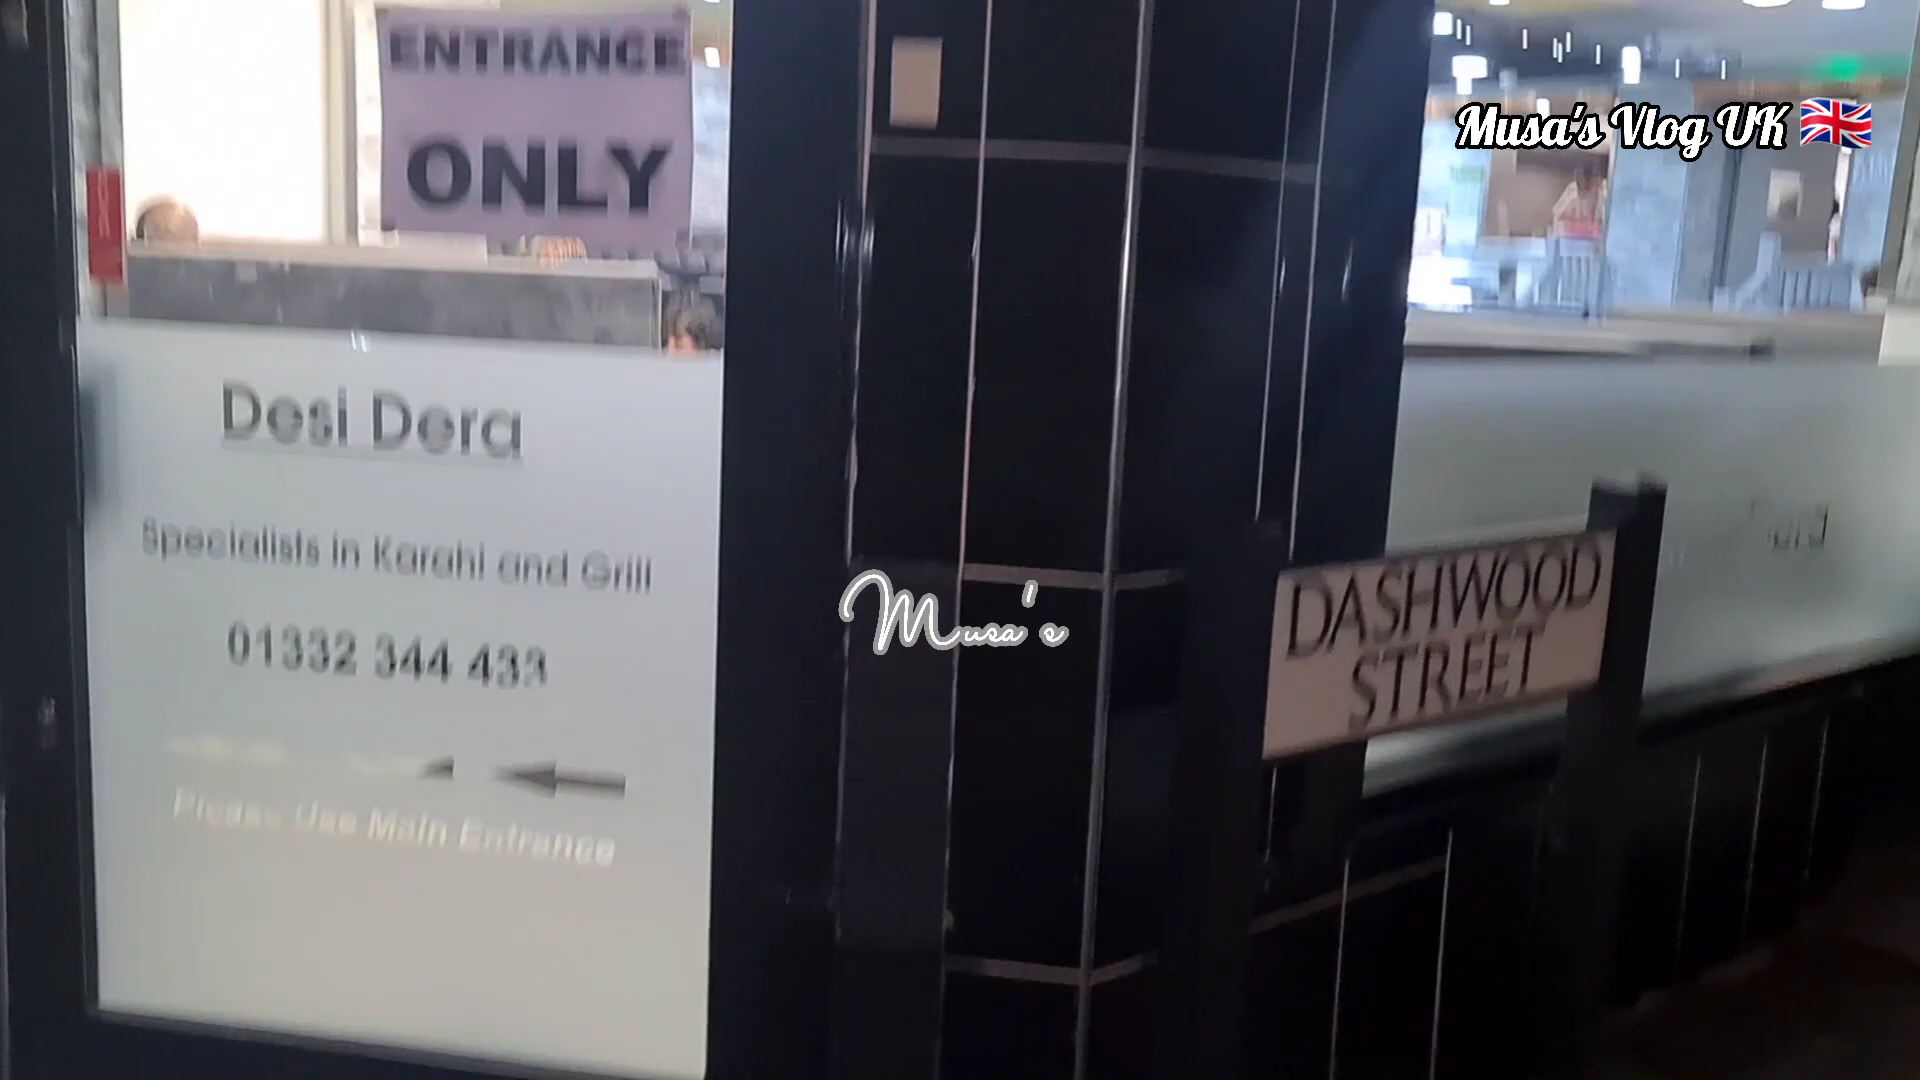 ENTRANCE
ONLY
Musa's Vlog UK
Desi Dera
Specialists in Karahi and Grill
01332 344 433
Please Use Main Entrance
Musa's
DASHWOOD
STREET